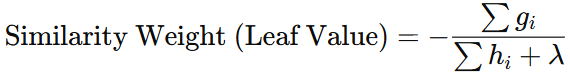 Similarity Weight (Leaf Value) = − ∑ gᵢ / ∑ hᵢ + λ